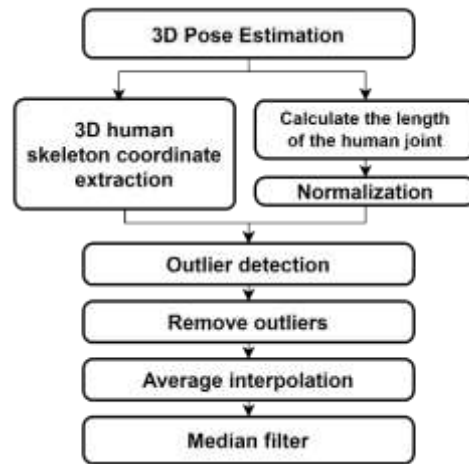 3D Pose Estimation
3D human
skeleton coordinate
extraction
Calculate the length
of the human joint
Normalization
Outlier detection
Remove outliers
Average interpolation
Median filter